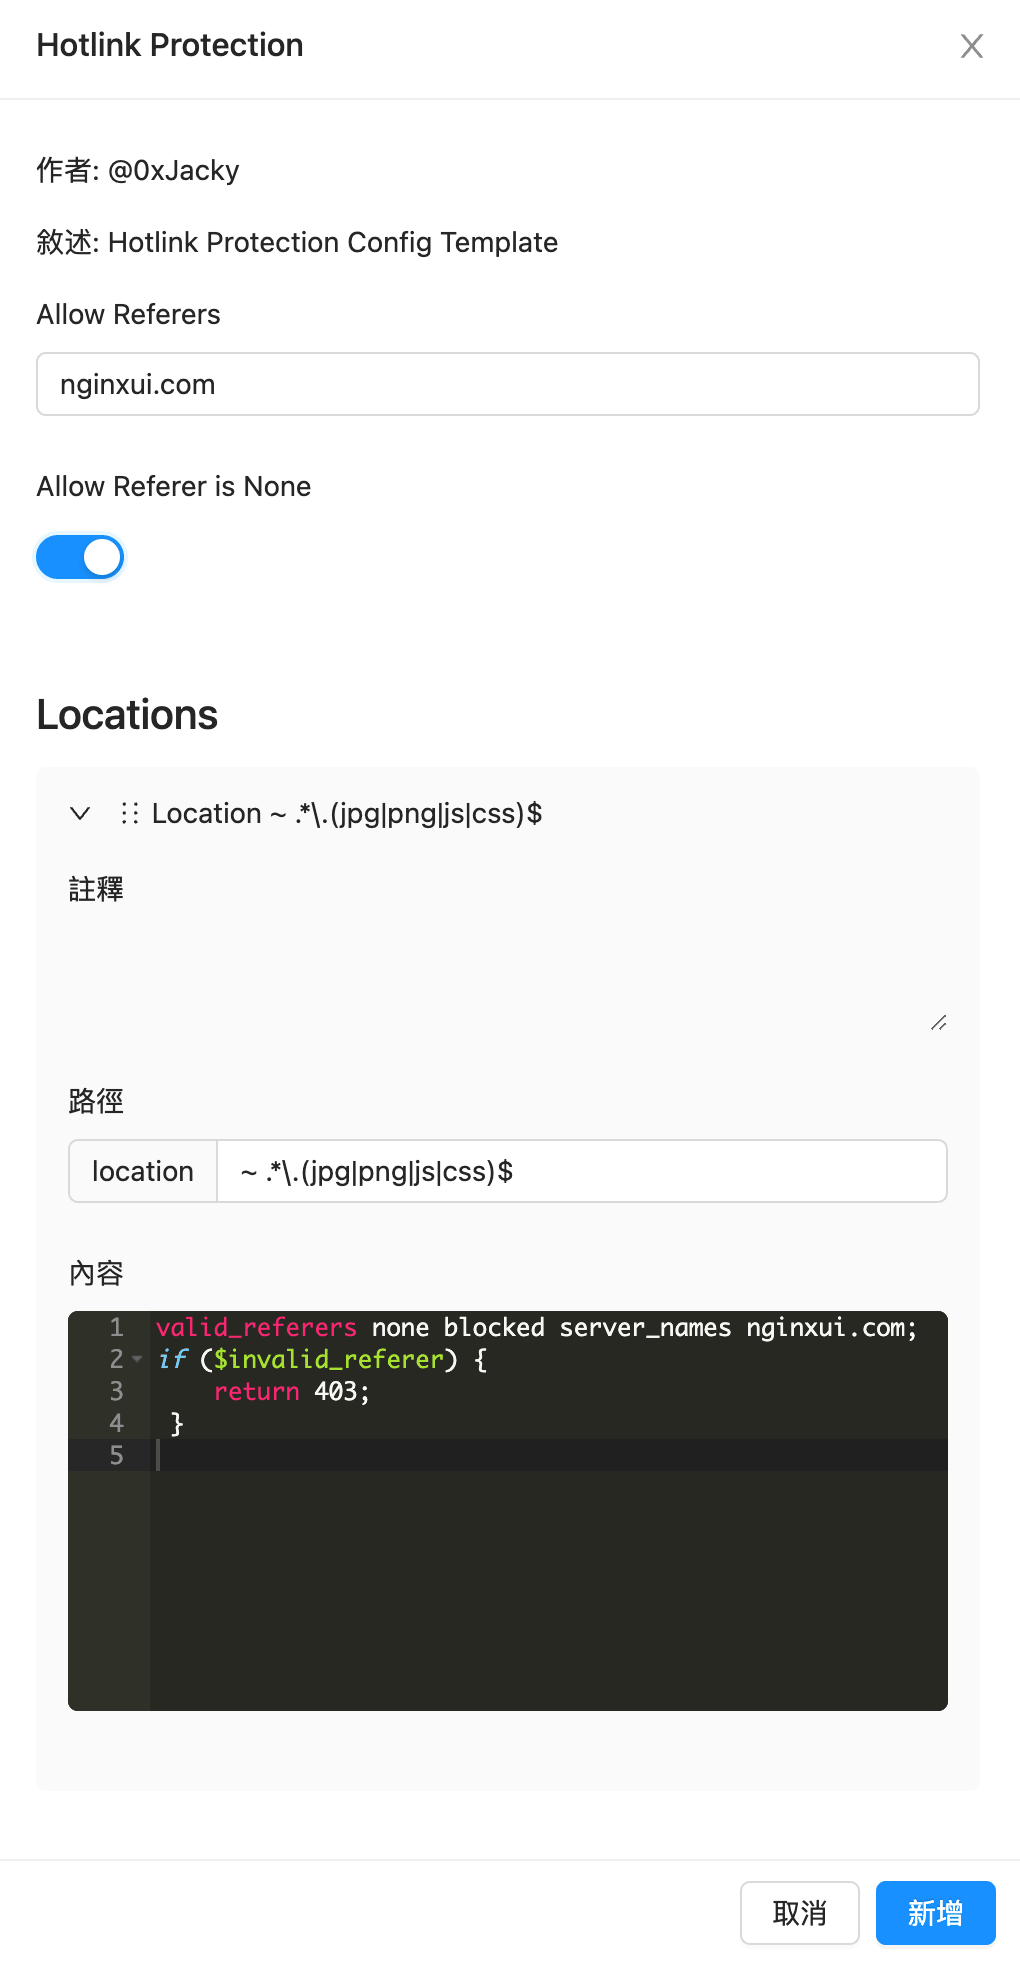 Hotlink Protection
作者: @0xJacky
敘述: Hotlink Protection Config Template
Allow Referers
nginxui.com
Allow Referer is None
Locations
Location ~ .*\.(jpg|png|js|css)$
註釋
路徑
location ~ .*\.(jpg|png|js|css)$
內容
1 valid_referers none blocked server_names nginxui.com;
2 if ($invalid_referer) {
3     return 403;
4  }
5
取消 新增